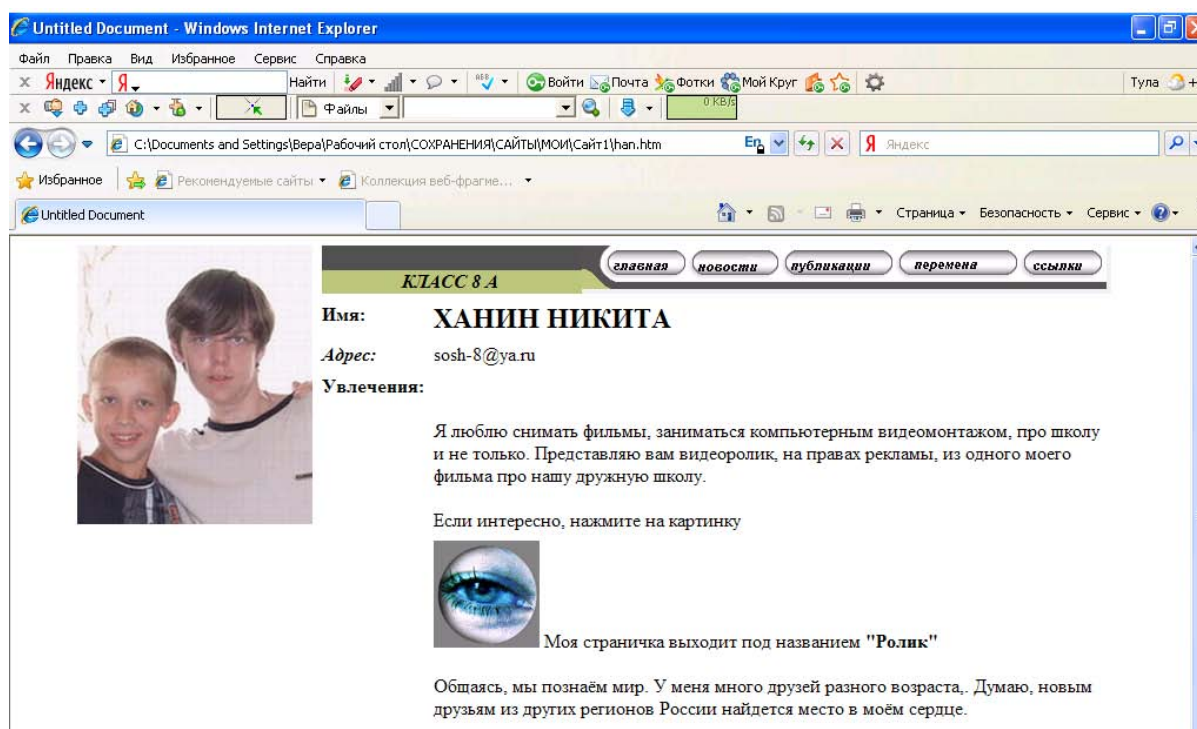 Untitled Document - Windows Internet Explorer
Файл Правка Вид Избранное Сервис Справка
Яндекс Я Найти Войти Почта Фотки Мой Круг Тула
Файлы 0 KB/s
C:\Documents and Settings\Вера\Рабочий стол\СОХРАНЕНИЯ\САЙТЫ\МОИ\Сайт1\han.htm En Я Яндекс
Избранное Рекомендуемые сайты Коллекция веб-фрагме...
Untitled Document Страница Безопасность Сервис
главная новости публикации перемена ссылки
КЛАСС 8 А
Имя: ХАНИН НИКИТА
Адрес: sosh-8@ya.ru
Увлечения:
Я люблю снимать фильмы, заниматься компьютерным видеомонтажом, про школу
и не только. Представляю вам видеоролик, на правах рекламы, из одного моего
фильма про нашу дружную школу.
Если интересно, нажмите на картинку
Моя страничка выходит под названием "Ролик"
Общаясь, мы познаём мир. У меня много друзей разного возраста,. Думаю, новым
друзьям из других регионов России найдется место в моём сердце.